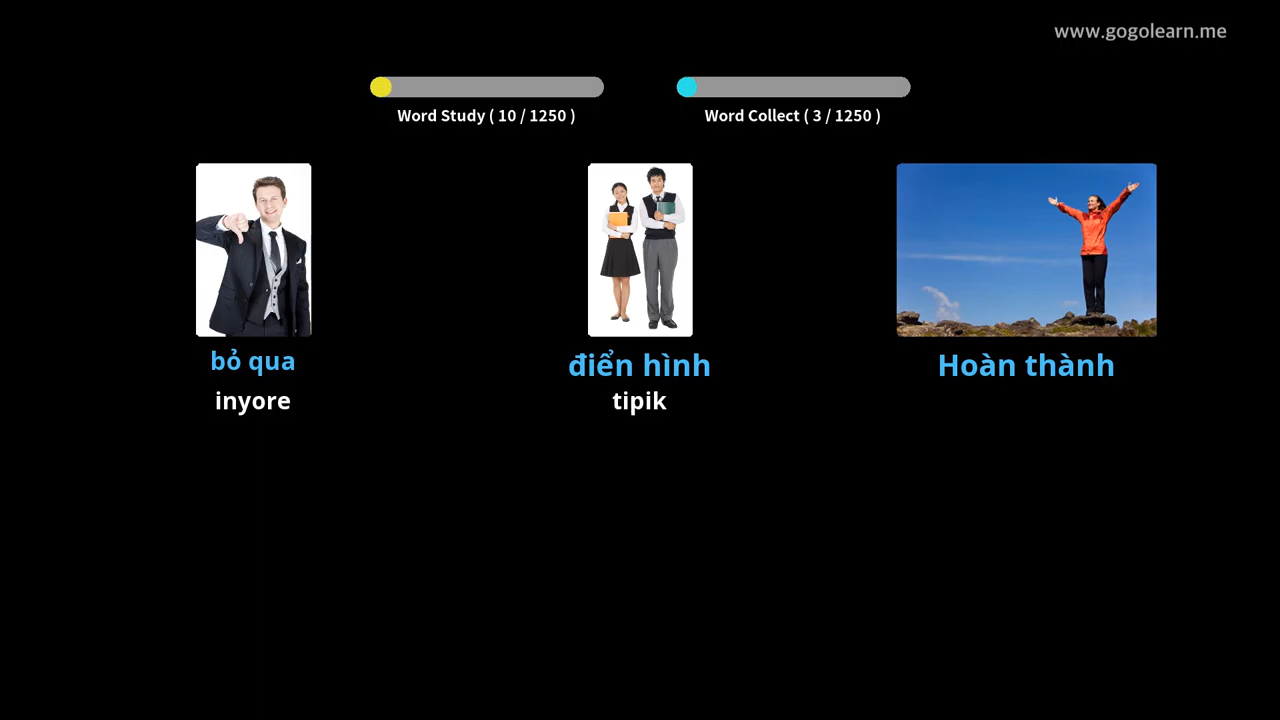 www.gogolearn.me
Word Study ( 10 / 1250 )
Word Collect ( 3 / 1250 )
bỏ qua
điển hình
Hoàn thành
inyore
tipik